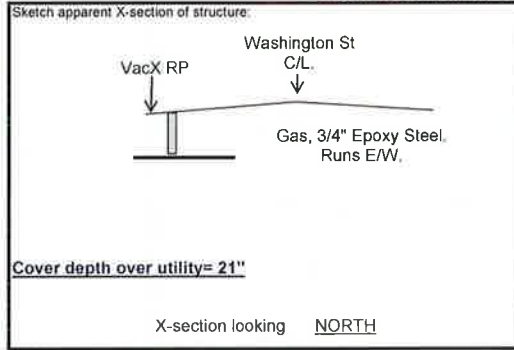 Sketch apparent X-section of structure:
Washington St
C/L.
VacX RP
Gas, 3/4" Epoxy Steel.
Runs E/W.
Cover depth over utility= 21"
X-section looking NORTH